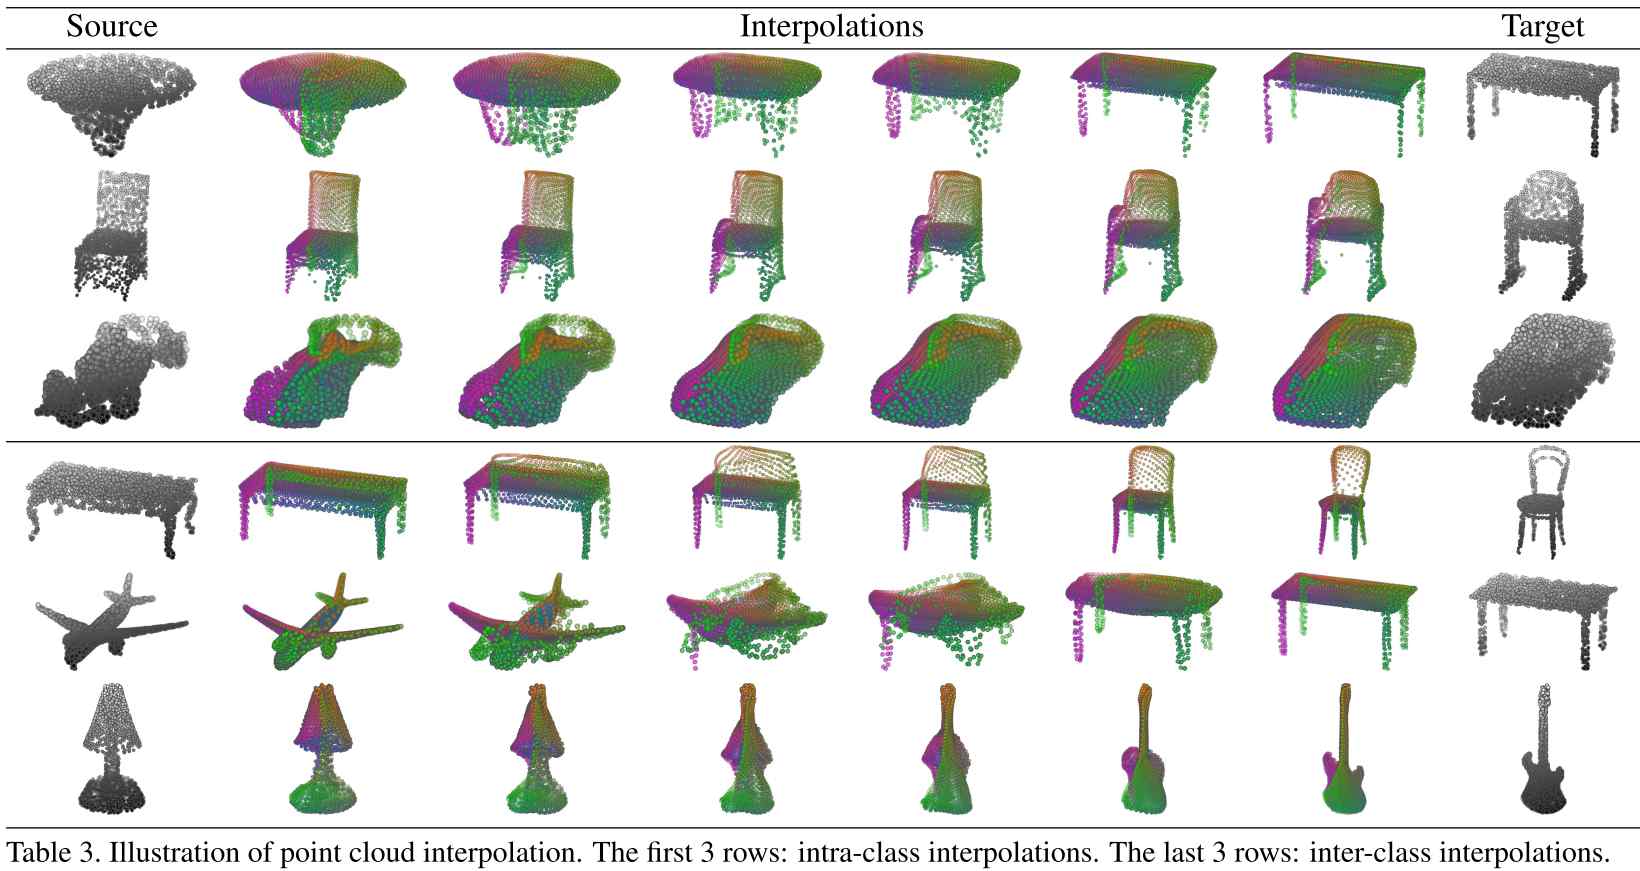 Source Interpolations Target
Table 3. Illustration of point cloud interpolation. The first 3 rows: intra-class interpolations. The last 3 rows: inter-class interpolations.